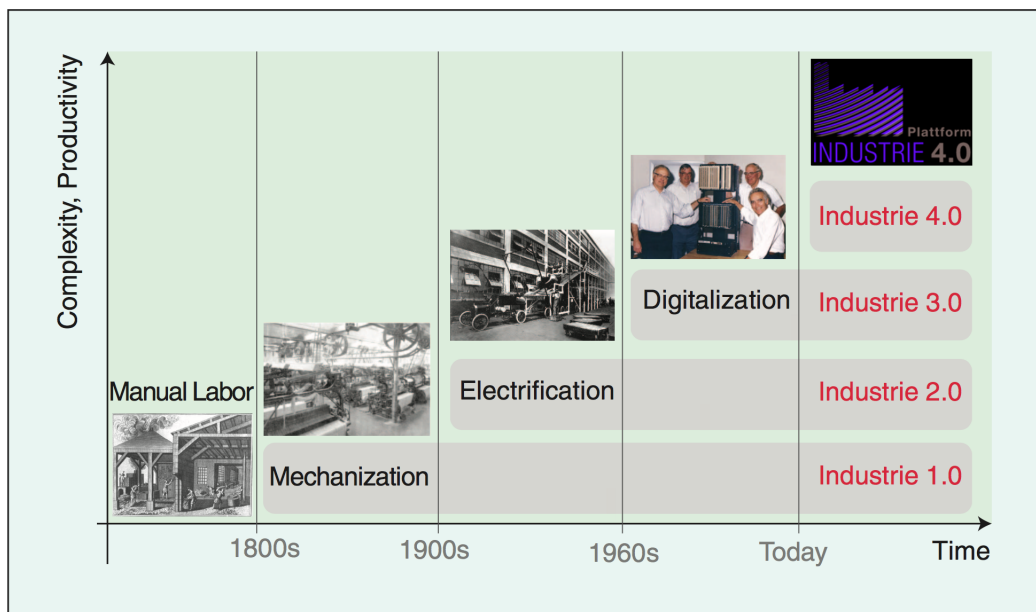 Complexity, Productivity
Plattform
INDUSTRIE 4.0
Industrie 4.0
Digitalization
Industrie 3.0
Manual Labor
Electrification
Industrie 2.0
Mechanization
Industrie 1.0
1800s
1900s
1960s
Today
Time